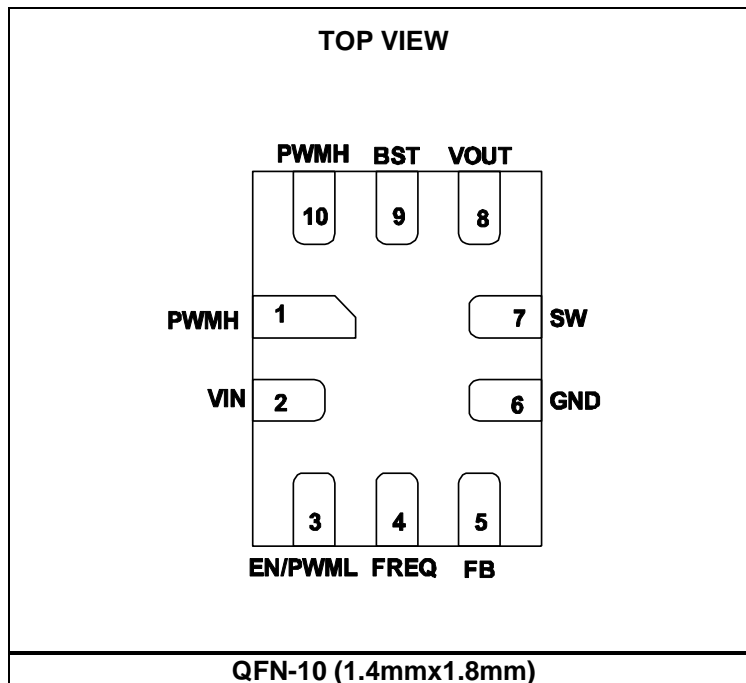 TOP VIEW
PWMH BST VOUT
10 9 8
PWMH 1 7 SW
VIN 2 6 GND
3 4 5
EN/PWML FREQ FB
QFN-10 (1.4mmx1.8mm)